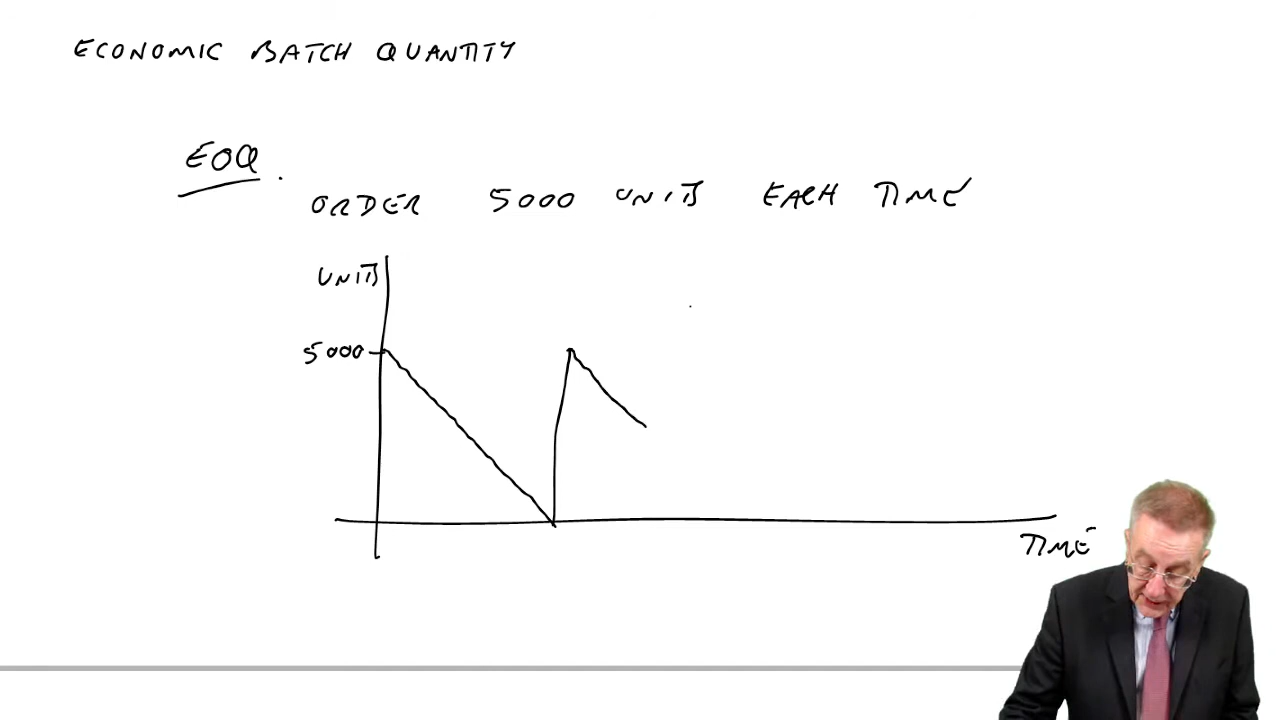 ECONOMIC BATCH QUANTITY
EOQ.
ORDER 5000 UNITS EACH TIME
UNITS
5000
TIME